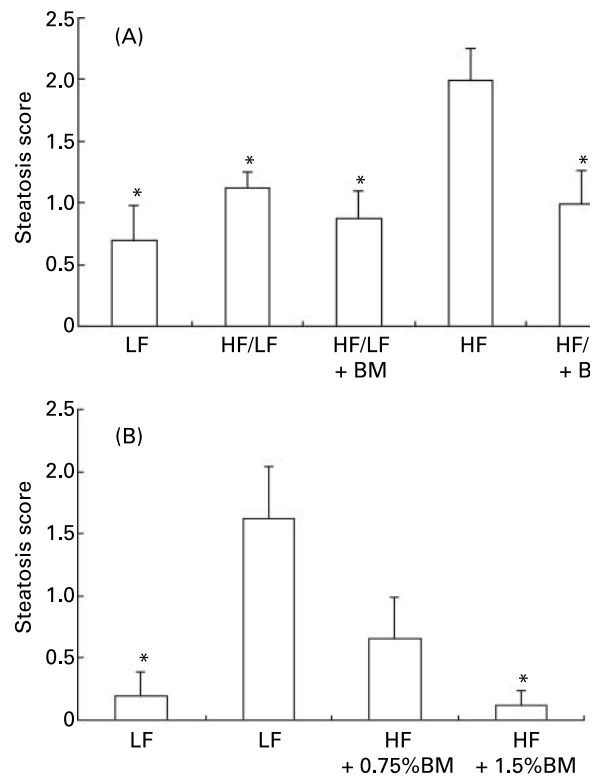 2.5
(A)
2.0
1.5
1.0
0.5
0
Steatosis score
* * * *
LF HF/LF HF/LF HF HF/
+ BM + B
2.5
(B)
2.0
1.5
1.0
0.5
0
Steatosis score
* *
LF LF HF HF
+ 0.75%BM + 1.5%BM